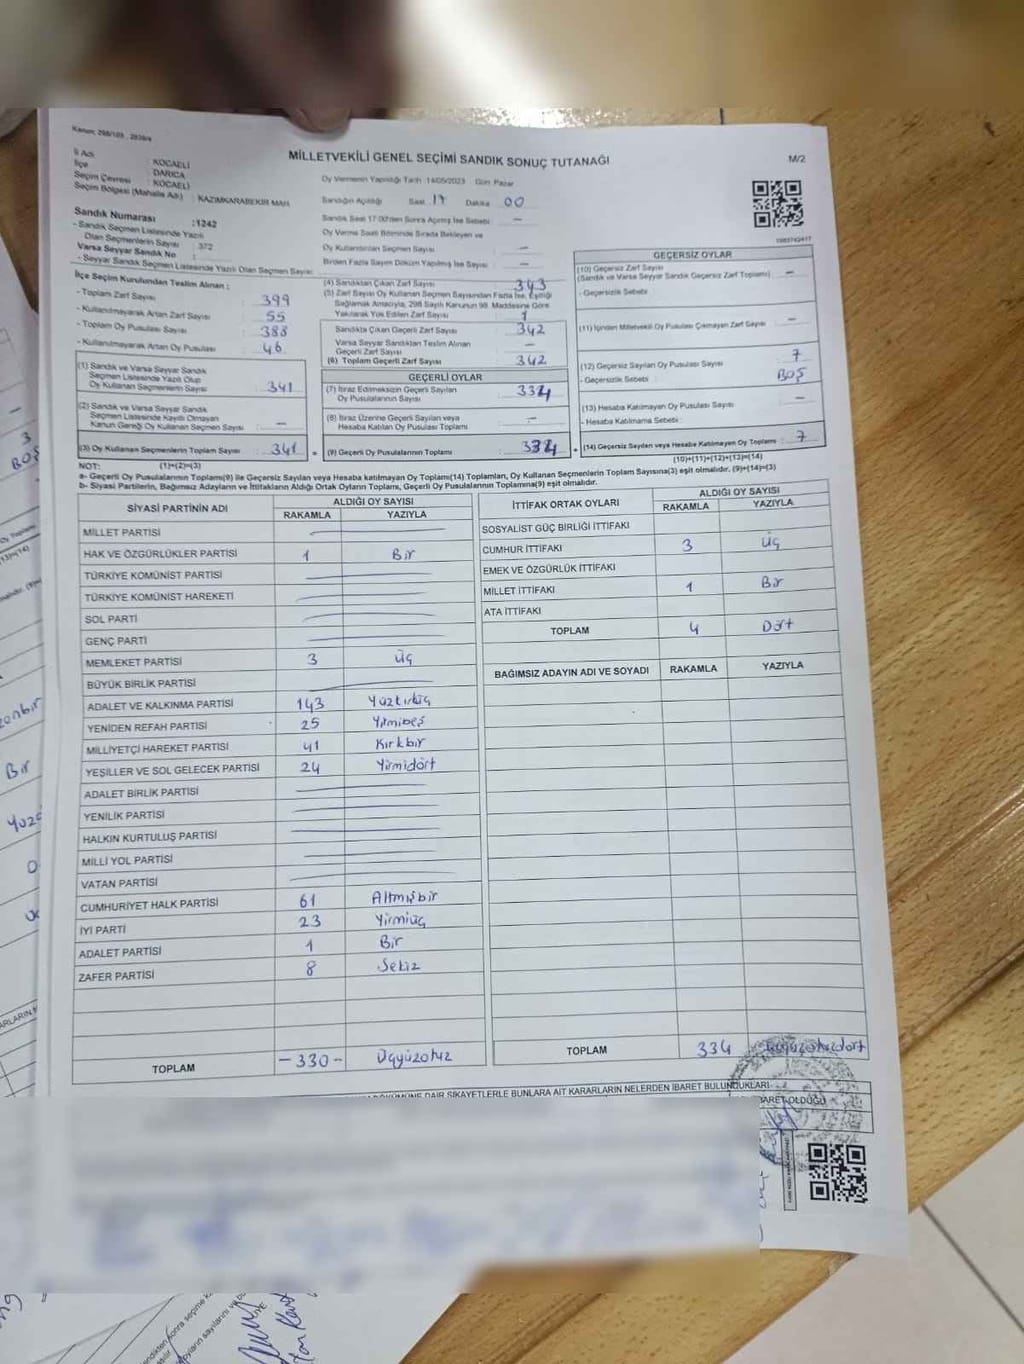 Kanun: 298/105 , 2839/4
MİLLETVEKİLİ GENEL SEÇİMİ SANDIK SONUÇ TUTANAĞI
M/2
İl Adı : KOCAELİ
İlçe : DARICA
Seçim Çevresi : KOCAELİ
Seçim Bölgesi (Mahalle Adı) : KAZIMKARABEKİR MAH.
Sandık Numarası :1242
- Sandık Seçmen Listesinde Yazılı
Olan Seçmenlerin Sayısı : 372
Varsa Seyyar Sandık No :
- Seyyar Sandık Seçmen Listesinde Yazılı Olan Seçmen Sayısı:
Oy Vermenin Yapıldığı Tarih :14/05/2023 Gün Pazar
Sandığın Açıldığı Saat 17 Dakika 00
Sandık Saat 17:00'den Sonra Açılmış İse Sebebi : —
Oy Verme Saati Bitiminde Sırada Bekleyen ve
Oy Kullandırılan Seçmen Sayısı : —
Birden Fazla Sayım Döküm Yapılmış İse Sayısı : —
İlçe Seçim Kurulundan Teslim Alınan ;
- Toplam Zarf Sayısı : 399
- Kullanılmayarak Artan Zarf Sayısı : 55
- Toplam Oy Pusulası Sayısı : 388
- Kullanılmayarak Artan Oy Pusulası : 46
(1) Sandık ve Varsa Seyyar Sandık
Seçmen Listesinde Yazılı Olup
Oy Kullanan Seçmenlerin Sayısı : 341
(2) Sandık ve Varsa Seyyar Sandık
Seçmen Listesinde Kayıtlı Olmayan
Kanun Gereği Oy Kullanan Seçmen Sayısı : —
(3) Oy Kullanan Seçmenlerin Toplam Sayısı : 341
(4) Sandıktan Çıkan Zarf Sayısı : 343
(5) Zarf Sayısı Oy Kullanan Seçmen Sayısından Fazla İse, Eşitliği
Sağlamak Amacıyla, 298 Sayılı Kanunun 98. Maddesine Göre
Yakılarak Yok Edilen Zarf Sayısı : 1
Sandıkta Çıkan Geçerli Zarf Sayısı : 342
Varsa Seyyar Sandıktan Teslim Alınan
Geçerli Zarf Sayısı : —
(6) Toplam Geçerli Zarf Sayısı : 342
GEÇERLİ OYLAR
(7) İtiraz Edilmeksizin Geçerli Sayılan
Oy Pusulalarının Sayısı : 334
(8) İtiraz Üzerine Geçerli Sayılan veya
Hesaba Katılan Oy Pusulası Toplamı : —
(9) Geçerli Oy Pusulalarının Toplamı : 334
GEÇERSİZ OYLAR
(10) Geçersiz Zarf Sayısı
(Sandık ve Varsa Seyyar Sandık Geçersiz Zarf Toplamı) : —
- Geçersizlik Sebebi :
(11) İçinden Milletvekili Oy Pusulası Çıkmayan Zarf Sayısı : —
(12) Geçersiz Sayılan Oy Pusulası Sayısı : 7
- Geçersizlik Sebebi : BOŞ
(13) Hesaba Katılmayan Oy Pusulası Sayısı : —
- Hesaba Katılmama Sebebi :
(14) Geçersiz Sayılan veya Hesaba Katılmayan Oy Toplamı : 7
NOT: (1)+(2)=(3) (10)+(11)+(12)+(13)=(14)
a- Geçerli Oy Pusulalarının Toplamı(9) ile Geçersiz Sayılan veya Hesaba katılmayan Oy Toplam(14) Toplamları, Oy Kullanan Seçmenlerin Toplam Sayısına(3) eşit olmalıdır. (9)+(14)=(3)
b- Siyasi Partilerin, Bağımsız Adayların ve İttifakların Aldığı Ortak Oyların Toplamı, Geçerli Oy Pusulalarının Toplamına(9) eşit olmalıdır.
SİYASİ PARTİNİN ADI ALDIĞI OY SAYISI
RAKAMLA YAZIYLA
MİLLET PARTİSİ
HAK VE ÖZGÜRLÜKLER PARTİSİ 1 Bir
TÜRKİYE KOMÜNİST PARTİSİ
TÜRKİYE KOMÜNİST HAREKETİ
SOL PARTİ
GENÇ PARTİ
MEMLEKET PARTİSİ 3 üç
BÜYÜK BİRLİK PARTİSİ
ADALET VE KALKINMA PARTİSİ 143 Yüzkırküç
YENİDEN REFAH PARTİSİ 25 Yirmibeş
MİLLİYETÇİ HAREKET PARTİSİ 41 Kırkbir
YEŞİLLER VE SOL GELECEK PARTİSİ 24 Yirmidört
ADALET BİRLİK PARTİSİ
YENİLİK PARTİSİ
HALKIN KURTULUŞ PARTİSİ
MİLLİ YOL PARTİSİ
VATAN PARTİSİ
CUMHURİYET HALK PARTİSİ 61 Altmışbir
İYİ PARTİ 23 Yirmiüç
ADALET PARTİSİ 1 Bir
ZAFER PARTİSİ 8 Sekiz
TOPLAM -330- Üçyüzotuz
İTTİFAK ORTAK OYLARI ALDIĞI OY SAYISI
RAKAMLA YAZIYLA
SOSYALİST GÜÇ BİRLİĞİ İTTİFAKI
CUMHUR İTTİFAKI 3 üç
EMEK VE ÖZGÜRLÜK İTTİFAKI
MİLLET İTTİFAKI 1 Bir
ATA İTTİFAKI
TOPLAM 4 Dört
BAĞIMSIZ ADAYIN ADI VE SOYADI RAKAMLA YAZIYLA
TOPLAM 334 üçyüzotuzdört
DAİR ŞİKAYETLERLE BUNLARA AİT KARARLARIN NELERDEN İBARET BULUNDUKLARI